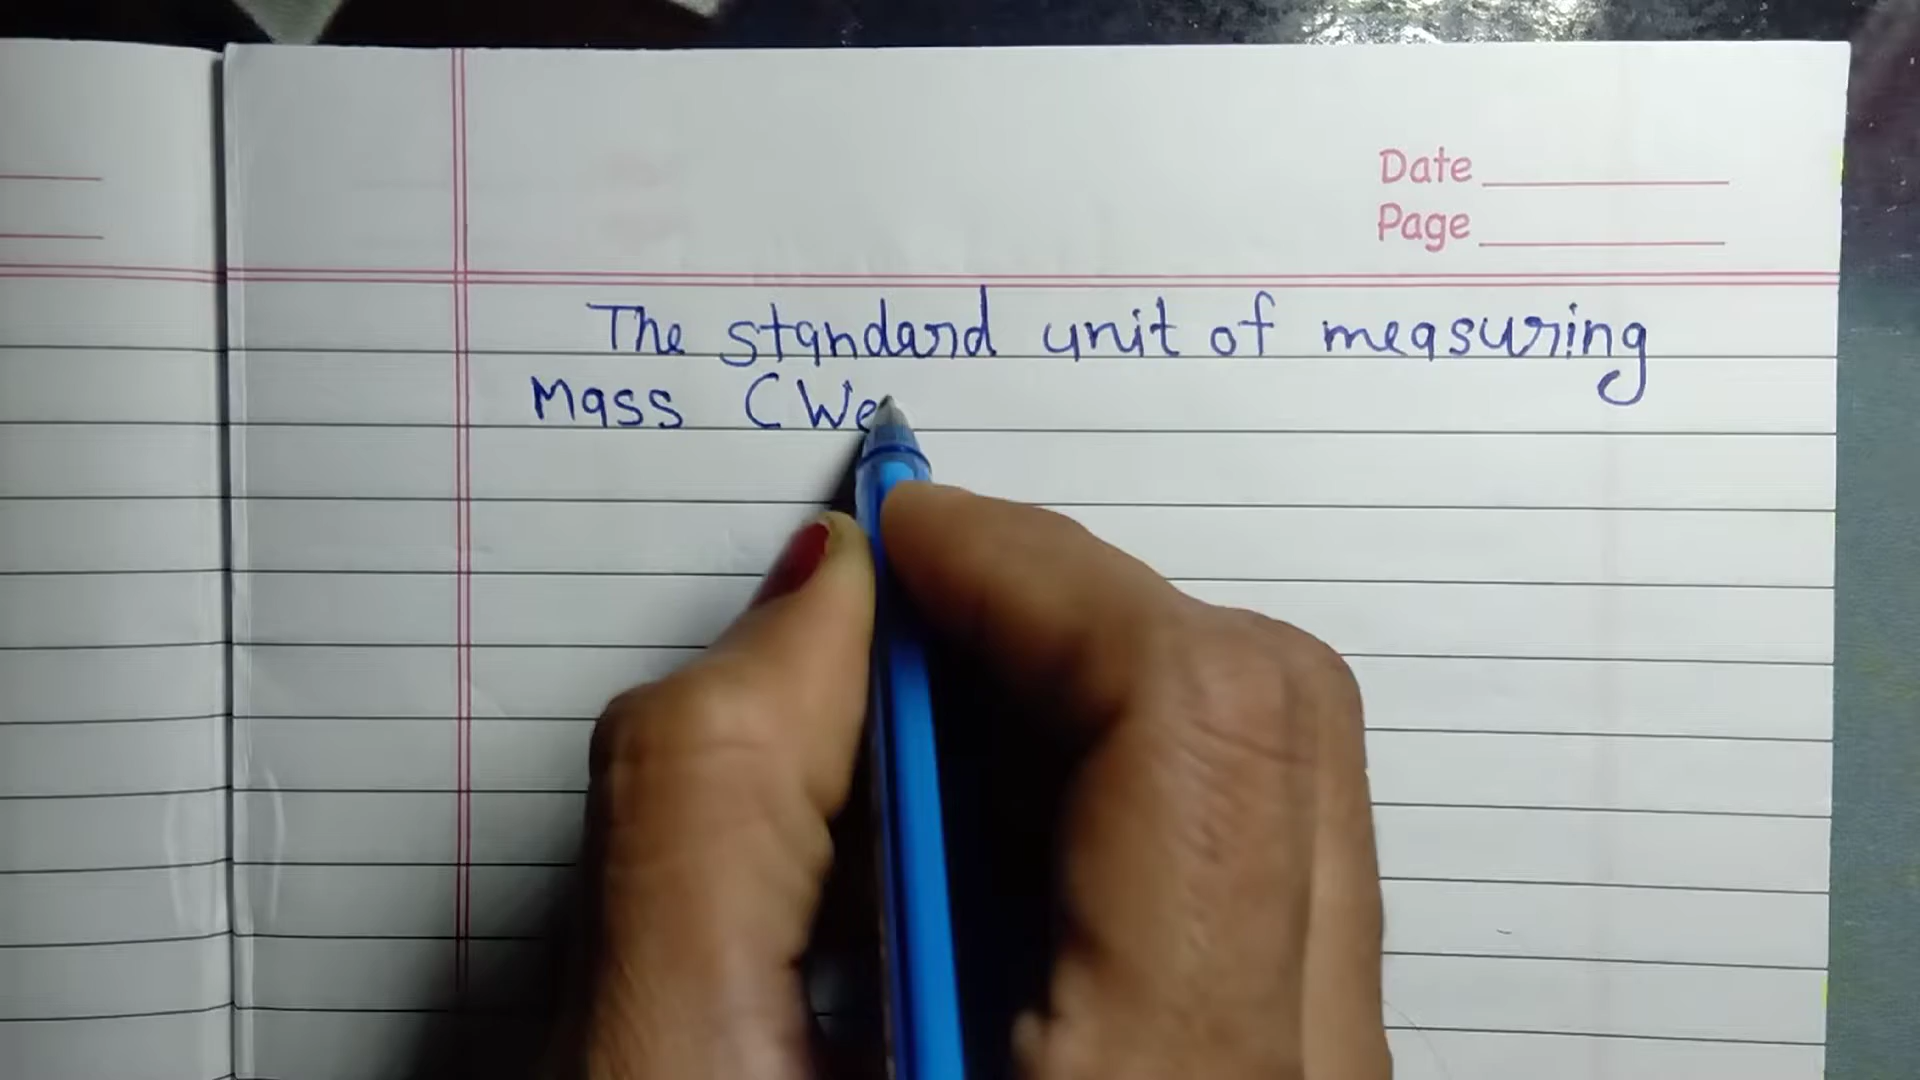 Date
Page
The standard unit of measuring
Mass (We